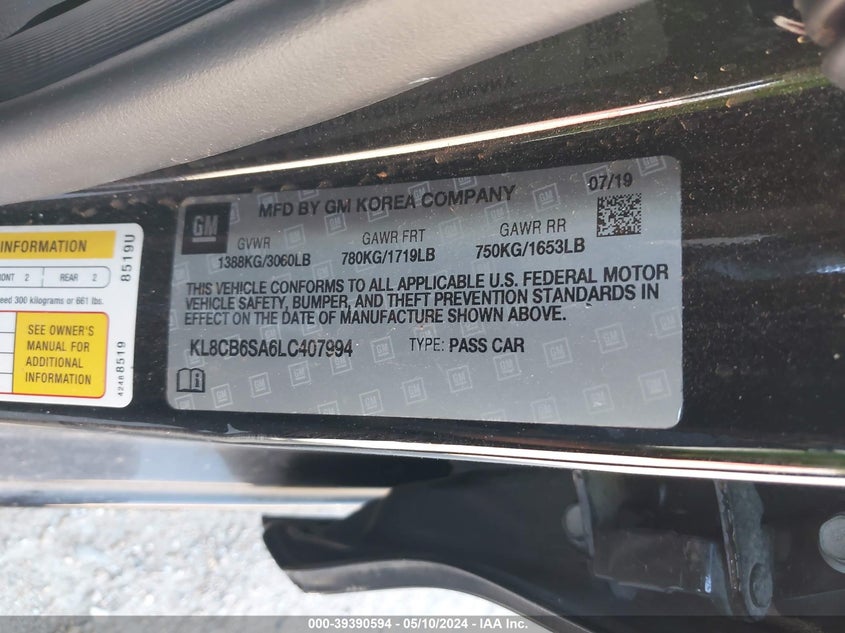 GM
MFD BY GM KOREA COMPANY
07/19
GVWR
GAWR FRT
GAWR RR
1388KG/3060LB
780KG/1719LB
750KG/1653LB
THIS VEHICLE CONFORMS TO ALL APPLICABLE U.S. FEDERAL MOTOR
VEHICLE SAFETY, BUMPER, AND THEFT PREVENTION STANDARDS IN
EFFECT ON THE DATE OF MANUFACTURE SHOWN ABOVE.
KL8CB6SA6LC407994
TYPE: PASS CAR
INFORMATION
2
REAR 2
300 kilograms or 661 lbs.
SEE OWNER'S
MANUAL FOR
ADDITIONAL
INFORMATION
8519U
42468519
000-39390594 - 05/10/2024 - IAA Inc.